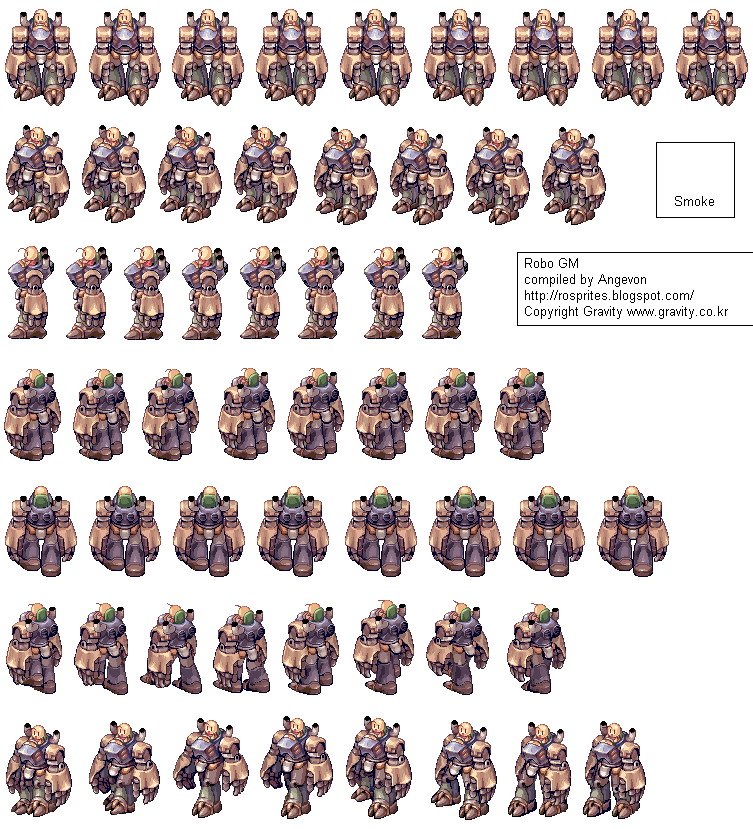 Smoke
Robo GM
compiled by Angevon
http://rosprites.blogspot.com/
Copyright Gravity www.gravity.co.kr